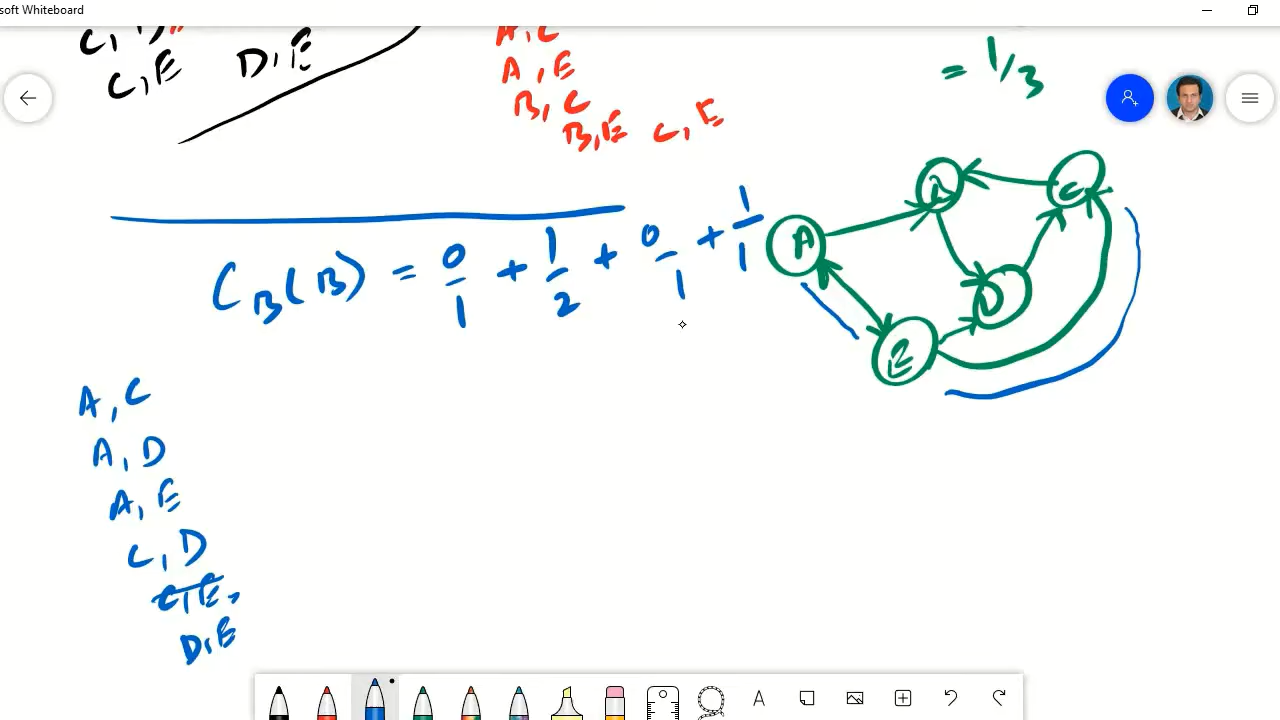 soft Whiteboard
C, D
C, E D, E
A, C
A, E
B, C
B, E C, E
= 1/3
C_B(B) = 0/1 + 1/2 + 0/1 + 1/1
A
B
C
D
E
A, C
A, D
A, E
C, D
C, E,
D, E
A